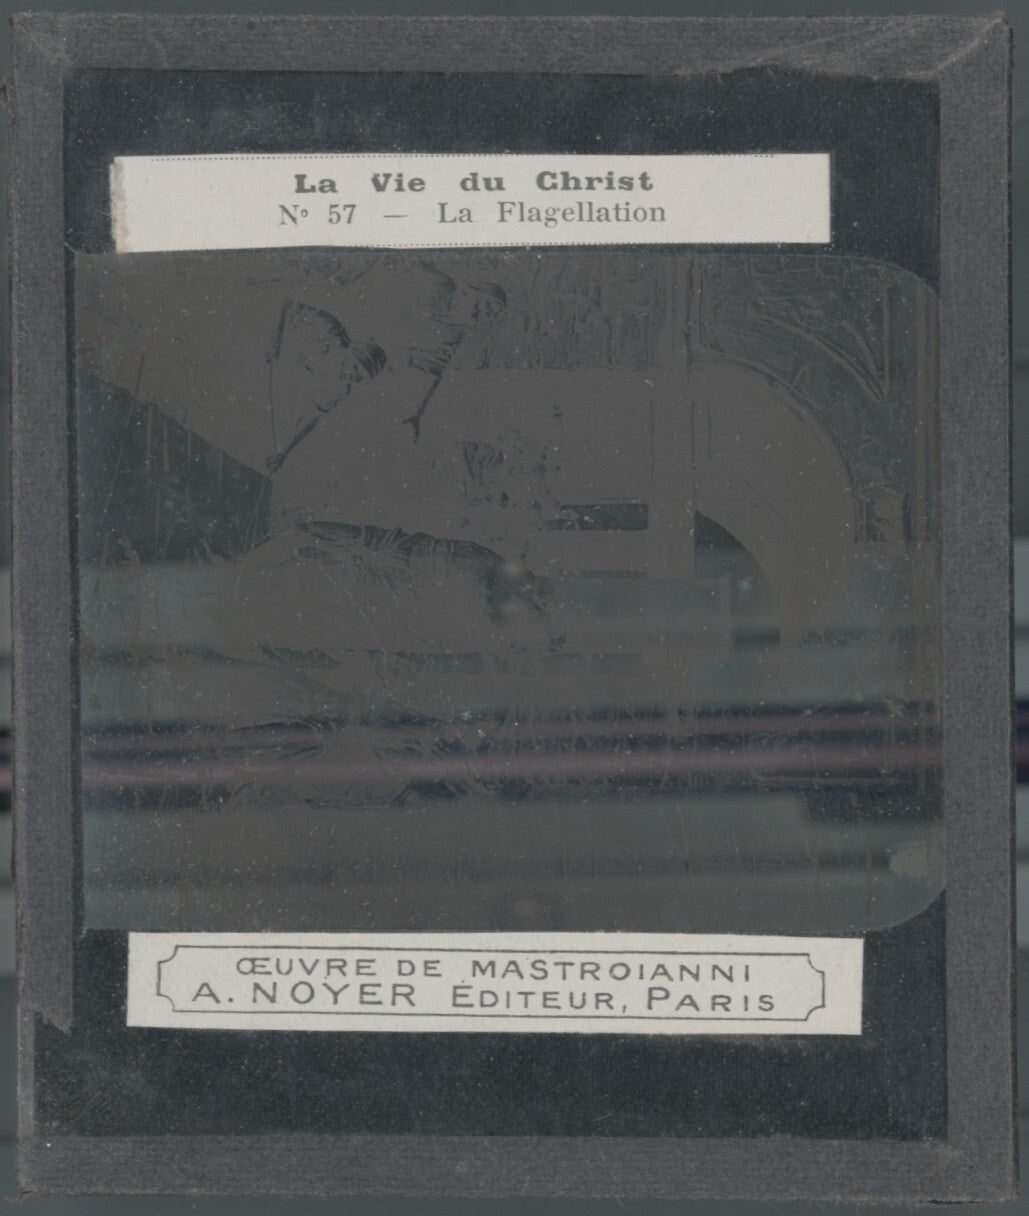 La Vie du Christ
N° 57 — La Flagellation
ŒUVRE DE MASTROIANNI
A. NOYER ÉDITEUR, PARIS